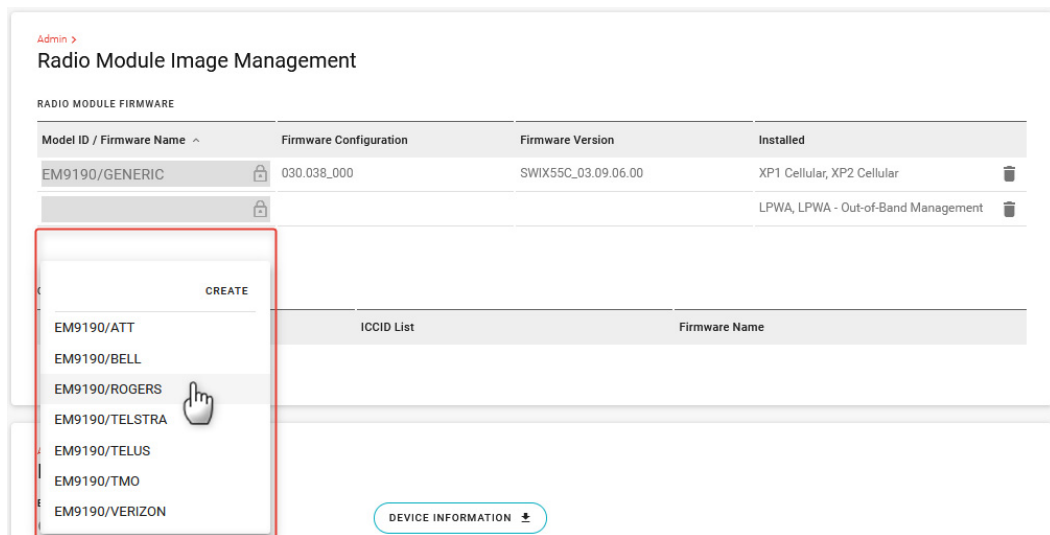 Admin >
Radio Module Image Management
RADIO MODULE FIRMWARE
Model ID / Firmware Name Firmware Configuration Firmware Version Installed
EM9190/GENERIC 030.038_000 SWIX55C_03.09.06.00 XP1 Cellular, XP2 Cellular
LPWA, LPWA - Out-of-Band Management
CREATE
ICCID List Firmware Name
EM9190/ATT
EM9190/BELL
EM9190/ROGERS
EM9190/TELSTRA
EM9190/TELUS
EM9190/TMO
EM9190/VERIZON
DEVICE INFORMATION